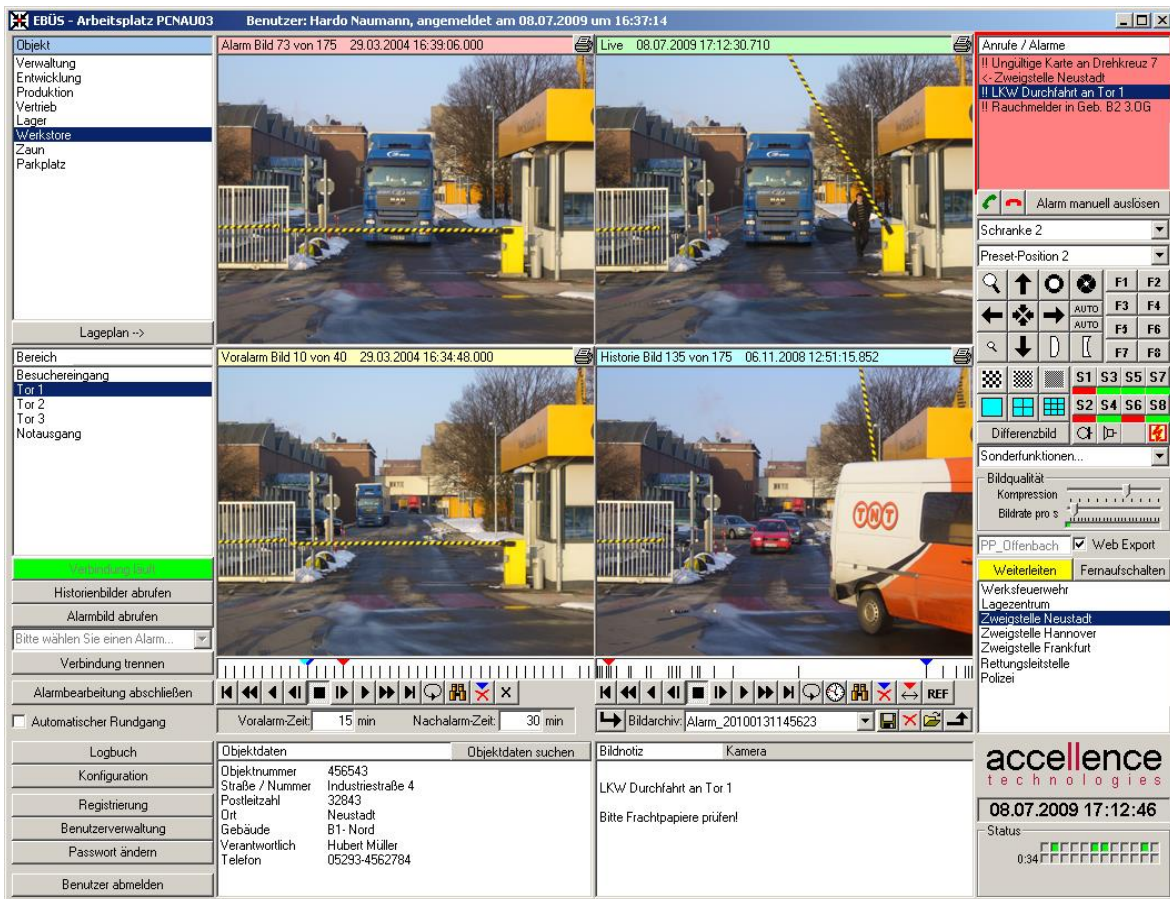 EBÜS - Arbeitsplatz PCNAU03 Benutzer: Hardo Naumann, angemeldet am 08.07.2009 um 16:37:14
Objekt
Verwaltung
Entwicklung
Produktion
Vertrieb
Lager
Werkstore
Zaun
Parkplatz
Lageplan -->
Bereich
Besuchereingang
Tor 1
Tor 2
Tor 3
Notausgang
Verbindung läuft
Historienbilder abrufen
Alarmbild abrufen
Bitte wählen Sie einen Alarm...
Verbindung trennen
Alarmbearbeitung abschließen
Automatischer Rundgang
Logbuch
Konfiguration
Registrierung
Benutzerverwaltung
Passwort ändern
Benutzer abmelden
Alarm Bild 73 von 175 29.03.2004 16:39:06.000
Live 08.07.2009 17:12:30.710
Voralarm Bild 10 von 40 29.03.2004 16:34:48.000
Historie Bild 135 von 175 06.11.2008 12:51:15.852
TNT
X
REF
Voralarm-Zeit: 15 min Nachalarm-Zeit: 30 min
Bildarchiv: Alarm_20100131145623
Objektdaten Objektdaten suchen
Objektnummer 456543
Straße / Nummer Industriestraße 4
Postleitzahl 32843
Ort Neustadt
Gebäude B1- Nord
Verantwortlich Hubert Müller
Telefon 05293-4562784
Bildnotiz Kamera
LKW Durchfahrt an Tor 1
Bitte Frachtpapiere prüfen!
Anrufe / Alarme
!! Ungültige Karte an Drehkreuz 7
<- Zweigstelle Neustadt
!! LKW Durchfahrt an Tor 1
!! Rauchmelder in Geb. B2 3.OG
Alarm manuell auslösen
Schranke 2
Preset-Position 2
F1 F2
AUTO F3 F4
AUTO F5 F6
F7 F8
S1 S3 S5 S7
S2 S4 S6 S8
Differenzbild
Sonderfunktionen...
Bildqualität
Kompression
Bildrate pro s
PP_Offenbach Web Export
Weiterleiten Fernaufschalten
Werksfeuerwehr
Lagezentrum
Zweigstelle Neustadt
Zweigstelle Hannover
Zweigstelle Frankfurt
Rettungsleitstelle
Polizei
accellence
technologies
08.07.2009 17:12:46
Status
0:34